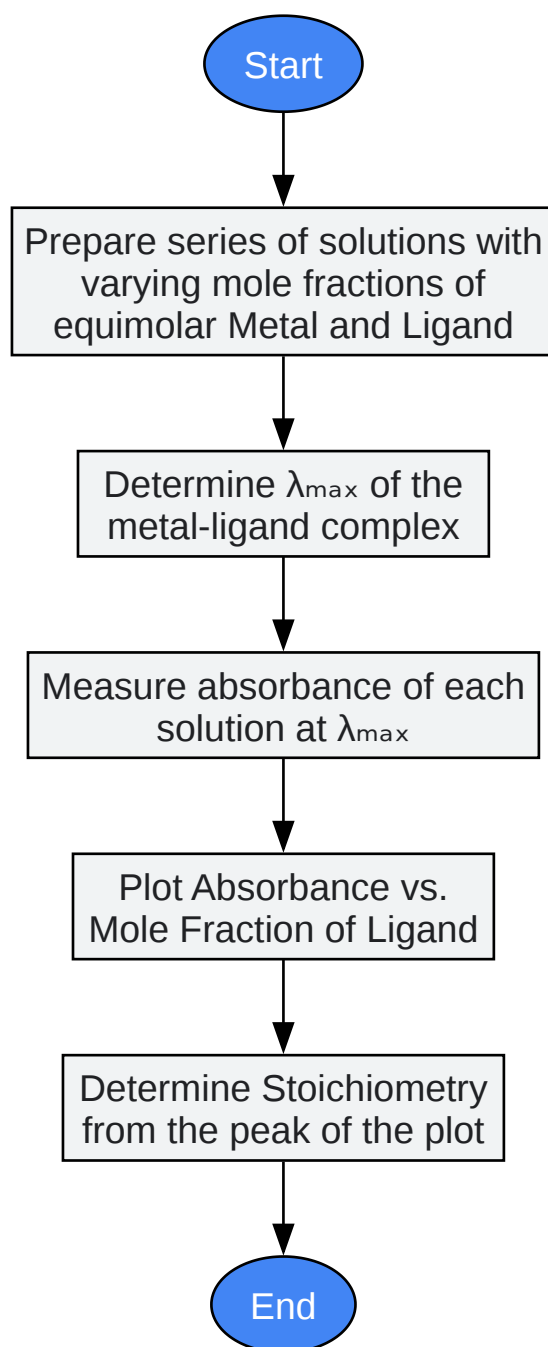 Start
Prepare series of solutions with
varying mole fractions of
equimolar Metal and Ligand
Determine λₘₐₓ of the
metal-ligand complex
Measure absorbance of each
solution at λₘₐₓ
Plot Absorbance vs.
Mole Fraction of Ligand
Determine Stoichiometry
from the peak of the plot
End